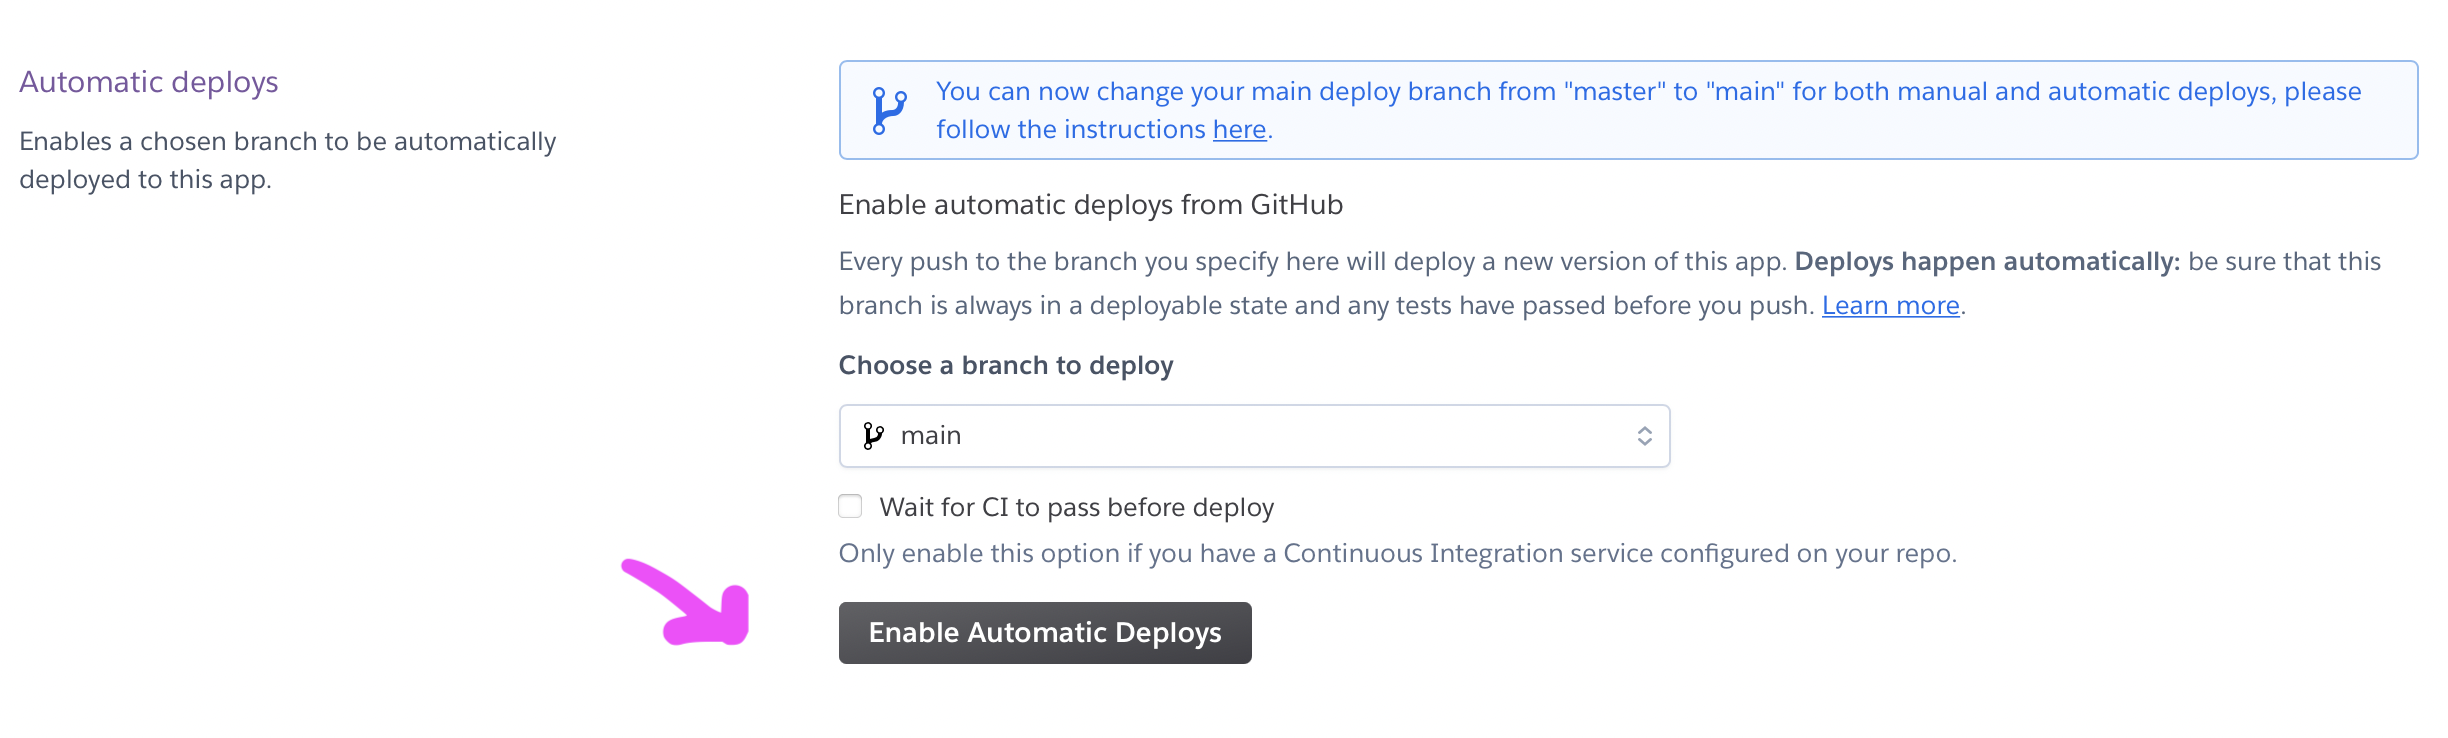 Automatic deploys
Enables a chosen branch to be automatically
deployed to this app.
You can now change your main deploy branch from "master" to "main" for both manual and automatic deploys, please
follow the instructions here.
Enable automatic deploys from GitHub
Every push to the branch you specify here will deploy a new version of this app. Deploys happen automatically: be sure that this
branch is always in a deployable state and any tests have passed before you push. Learn more.
Choose a branch to deploy
main
Wait for CI to pass before deploy
Only enable this option if you have a Continuous Integration service configured on your repo.
Enable Automatic Deploys